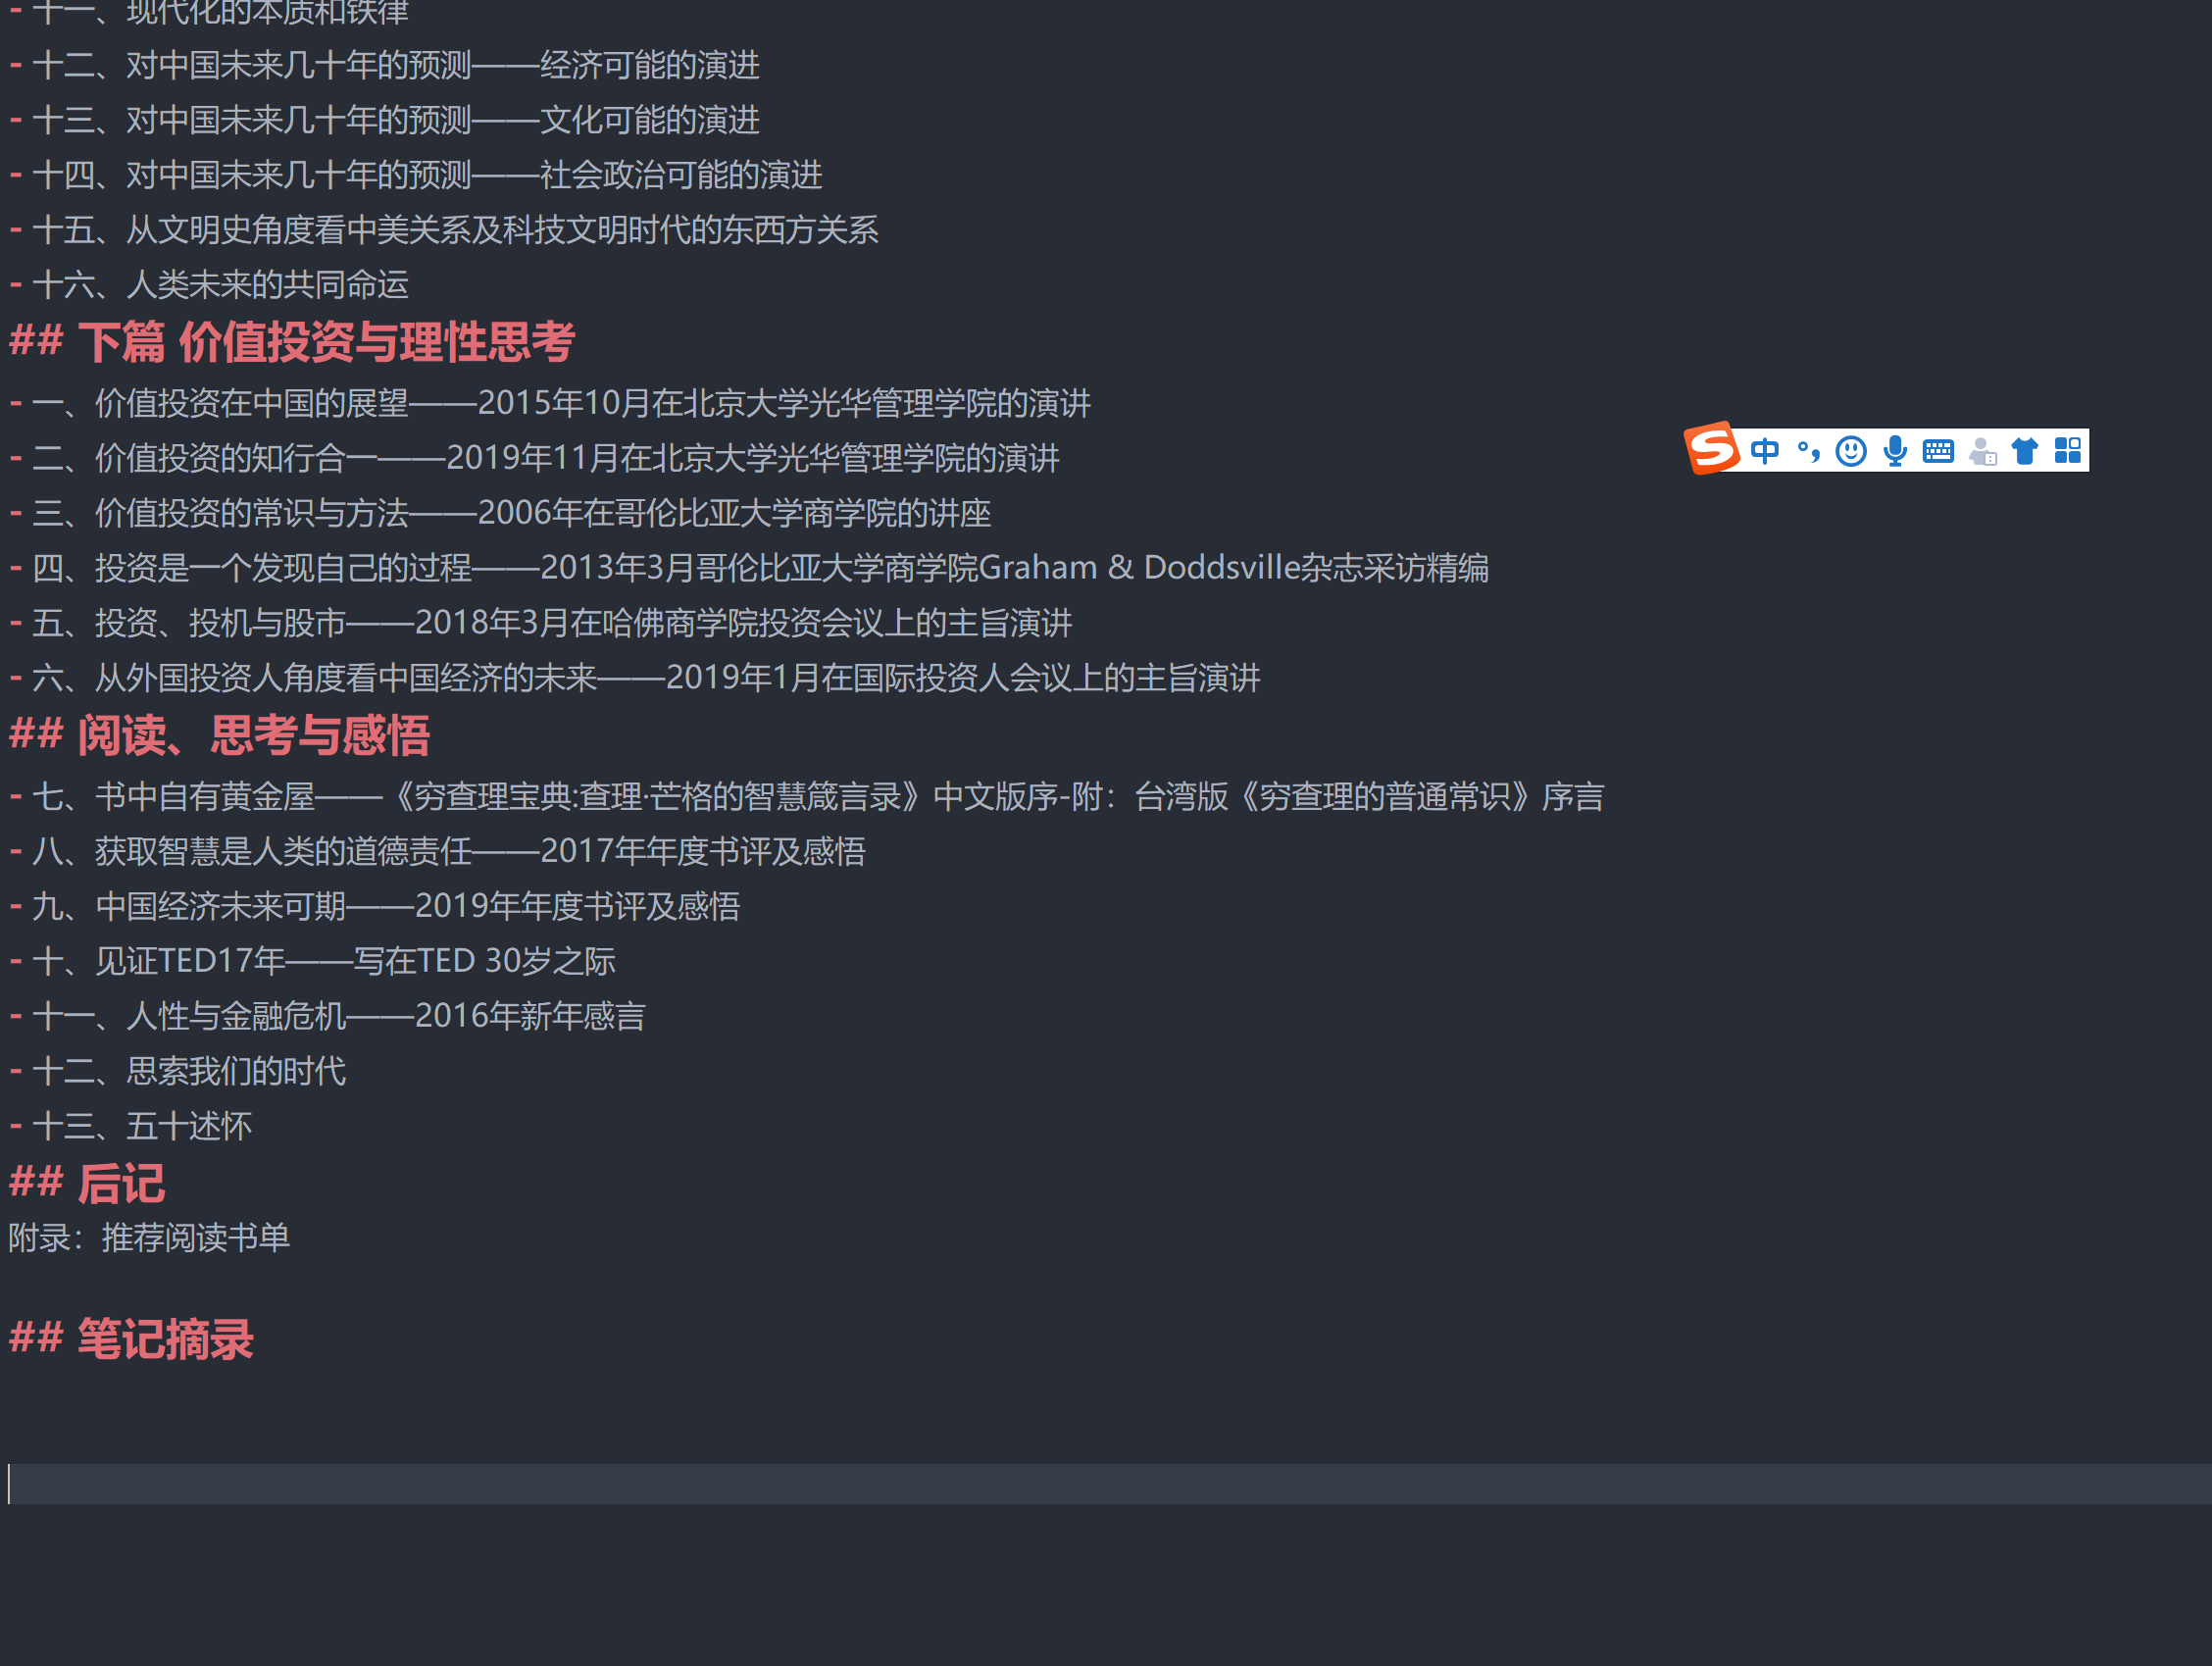 - 十一、现代化的本质和铁律
- 十二、对中国未来几十年的预测——经济可能的演进
- 十三、对中国未来几十年的预测——文化可能的演进
- 十四、对中国未来几十年的预测——社会政治可能的演进
- 十五、从文明史角度看中美关系及科技文明时代的东西方关系
- 十六、人类未来的共同命运
## 下篇 价值投资与理性思考
- 一、价值投资在中国的展望——2015年10月在北京大学光华管理学院的演讲
- 二、价值投资的知行合一——2019年11月在北京大学光华管理学院的演讲
- 三、价值投资的常识与方法——2006年在哥伦比亚大学商学院的讲座
- 四、投资是一个发现自己的过程——2013年3月哥伦比亚大学商学院Graham & Doddsville杂志采访精编
- 五、投资、投机与股市——2018年3月在哈佛商学院投资会议上的主旨演讲
- 六、从外国投资人角度看中国经济的未来——2019年1月在国际投资人会议上的主旨演讲
## 阅读、思考与感悟
- 七、书中自有黄金屋——《穷查理宝典:查理·芒格的智慧箴言录》中文版序-附：台湾版《穷查理的普通常识》序言
- 八、获取智慧是人类的道德责任——2017年年度书评及感悟
- 九、中国经济未来可期——2019年年度书评及感悟
- 十、见证TED17年——写在TED 30岁之际
- 十一、人性与金融危机——2016年新年感言
- 十二、思索我们的时代
- 十三、五十述怀
## 后记
附录：推荐阅读书单
## 笔记摘录
S 中 °,